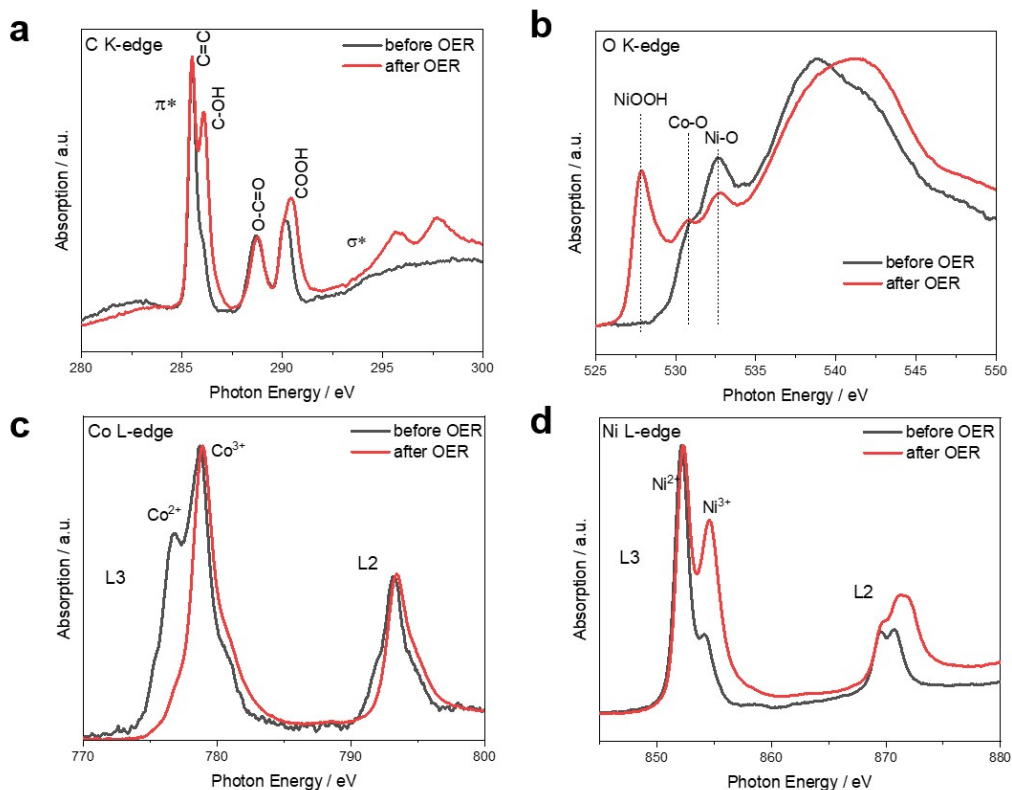 a
C K-edge
C=C
before OER
after OER
π*
C-OH
O-C=O
COOH
σ*
Absorption / a.u.
280 285 290 295 300
Photon Energy / eV
b
O K-edge
NiOOH
Co-O
Ni-O
before OER
after OER
Absorption / a.u.
525 530 535 540 545 550
Photon Energy / eV
c
Co L-edge
before OER
after OER
Co3+
Co2+
L3
L2
Absorption / a.u.
770 780 790 800
Photon Energy / eV
d
Ni L-edge
before OER
after OER
Ni2+
Ni3+
L3
L2
Absorption / a.u.
850 860 870 880
Photon Energy / eV